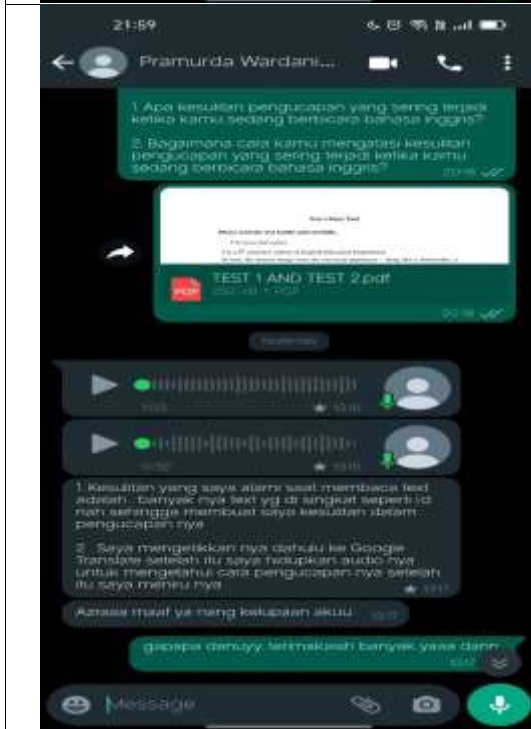 21:59
Pramurda Wardani...
1. Apa kesulitan pengucapan yang sering terjadi
ketika kamu sedang berbicara bahasa inggris?
2. Bagaimana cara kamu mengatasi kesulitan
pengucapan yang sering terjadi ketika kamu
sedang berbicara bahasa inggris?
TEST 1 AND TEST 2.pdf
PDF
Yesterday
1. Kesulitan yang saya alami saat membaca text
adalah banyak nya text yg di singkat seperti i'd
nah sehingga membuat saya kesulitan dalam
pengucapan nya
2. Saya mengetikkan nya dahulu ke Google
Translate setelah itu saya hidupkan audio nya
untuk mengetahui cara pengucapan nya setelah
itu saya meniru nya
maaf ya neng kelupaan akuu
gapapa danuyy, terimakasih banyak yaaa dann
Message